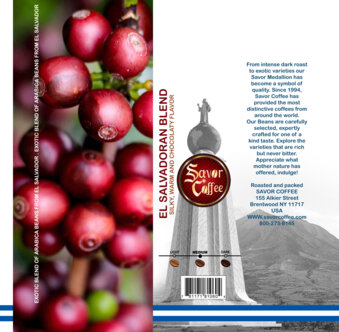 EXOTIC BLEND OF ARABICA BEANS FROM EL SALVADOR . EXOTIC BLEND OF ARABICA BEANS FROM EL SALVADOR
EL SALVADORAN BLEND
SILKY, WARM AND CHOCOLATY FLAVOR
Savor
Coffee
LIGHT
MEDIUM
DARK
From intense dark roast
to exotic varieties our
Savor Medallion has
become a symbol of
quality. Since 1994,
Savor Coffee has
provided the most
distinctive coffees from
around the world.
Our Beans are carefully
selected, expertly
crafted for one of a
kind taste. Explore the
varieties that are rich
but never bitter.
Appreciate what
mother nature has
offered, indulge!
Roasted and packed
SAVOR COFFEE
155 Alkier Street
Brentwood NY 11717
USA
WWW.savorcoffee.com